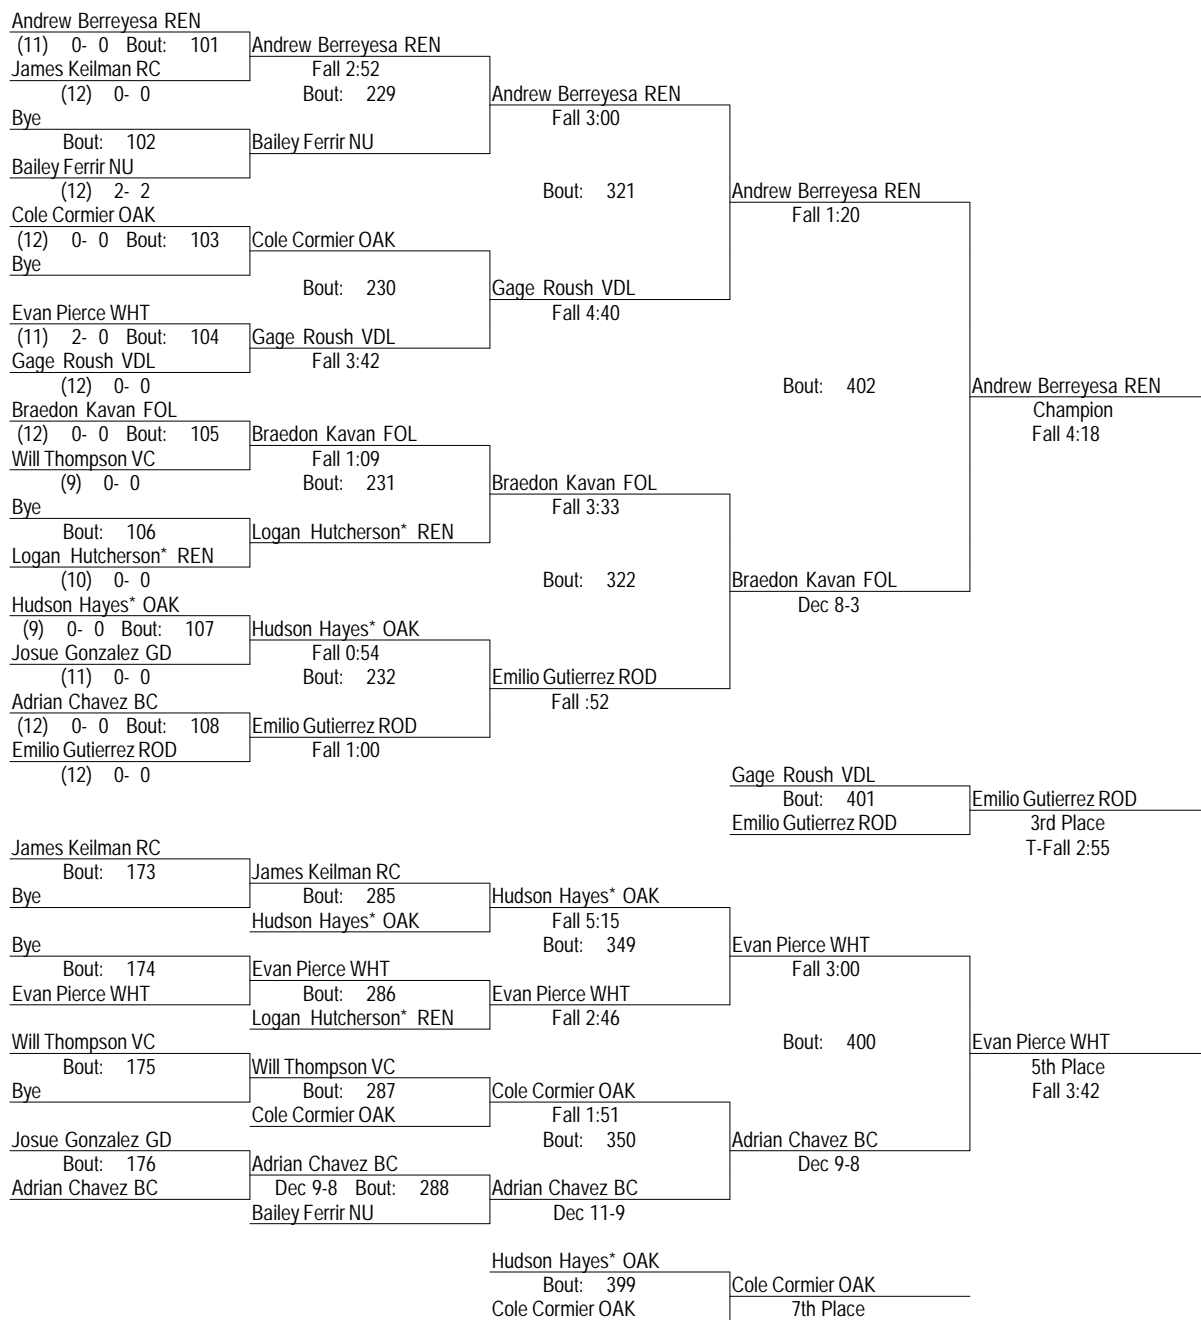 Andrew Berreyesa REN
(11) 0- 0 Bout: 101 Andrew Berreyesa REN
James Keilman RC Fall 2:52
(12) 0- 0 Bout: 229 Andrew Berreyesa REN
Bye Fall 3:00
Bout: 102 Bailey Ferrir NU
Bailey Ferrir NU
(12) 2- 2 Bout: 321 Andrew Berreyesa REN
Cole Cormier OAK Fall 1:20
(12) 0- 0 Bout: 103 Cole Cormier OAK
Bye
Bout: 230 Gage Roush VDL
Evan Pierce WHT Fall 4:40
(11) 2- 0 Bout: 104 Gage Roush VDL
Gage Roush VDL Fall 3:42
(12) 0- 0 Bout: 402 Andrew Berreyesa REN
Braedon Kavan FOL Champion
(12) 0- 0 Bout: 105 Braedon Kavan FOL Fall 4:18
Will Thompson VC Fall 1:09
(9) 0- 0 Bout: 231 Braedon Kavan FOL
Bye Fall 3:33
Bout: 106 Logan Hutcherson* REN
Logan Hutcherson* REN
(10) 0- 0 Bout: 322 Braedon Kavan FOL
Hudson Hayes* OAK Dec 8-3
(9) 0- 0 Bout: 107 Hudson Hayes* OAK
Josue Gonzalez GD Fall 0:54
(11) 0- 0 Bout: 232 Emilio Gutierrez ROD
Adrian Chavez BC Fall :52
(12) 0- 0 Bout: 108 Emilio Gutierrez ROD
Emilio Gutierrez ROD Fall 1:00
(12) 0- 0 Gage Roush VDL
Bout: 401 Emilio Gutierrez ROD
Emilio Gutierrez ROD 3rd Place
James Keilman RC T-Fall 2:55
Bout: 173 James Keilman RC
Bye Bout: 285 Hudson Hayes* OAK
Hudson Hayes* OAK Fall 5:15
Bye Bout: 349 Evan Pierce WHT
Bout: 174 Evan Pierce WHT Fall 3:00
Evan Pierce WHT Bout: 286 Evan Pierce WHT
Logan Hutcherson* REN Fall 2:46
Will Thompson VC Bout: 400 Evan Pierce WHT
Bout: 175 Will Thompson VC 5th Place
Bye Bout: 287 Cole Cormier OAK Fall 3:42
Cole Cormier OAK Fall 1:51
Josue Gonzalez GD Bout: 350 Adrian Chavez BC
Bout: 176 Adrian Chavez BC Dec 9-8
Adrian Chavez BC Dec 9-8 Bout: 288 Adrian Chavez BC
Bailey Ferrir NU Dec 11-9
Hudson Hayes* OAK
Bout: 399 Cole Cormier OAK
Cole Cormier OAK 7th Place